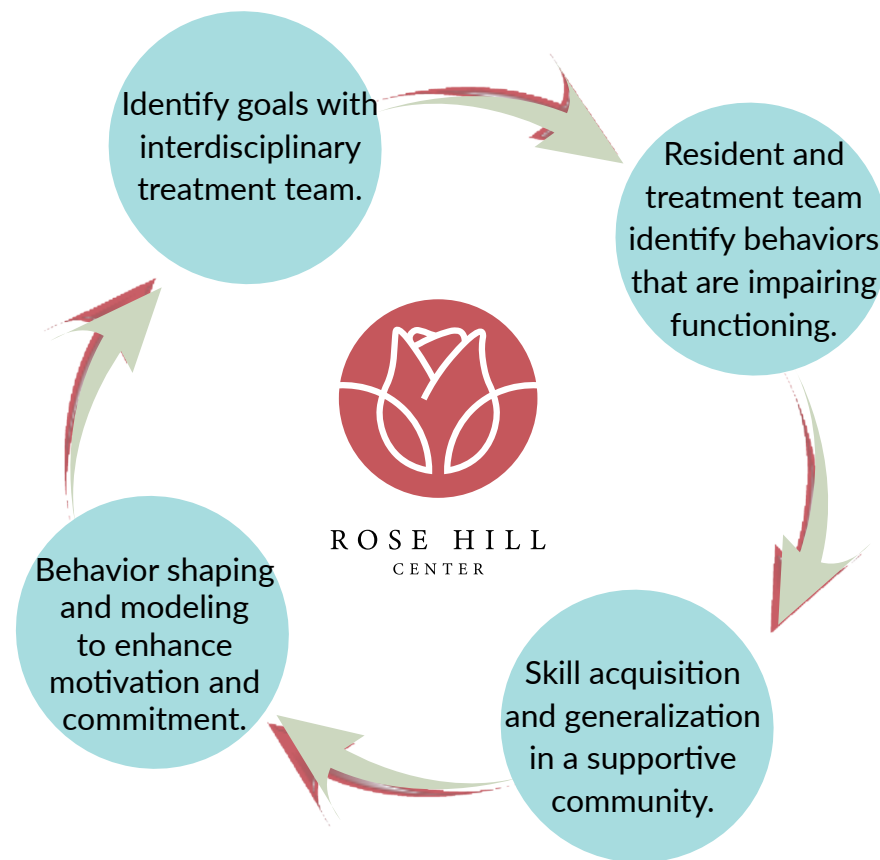 Identify goals with
interdisciplinary
treatment team.
Resident and
treatment team
identify behaviors
that are impairing
functioning.
Skill acquisition
and generalization
in a supportive
community.
Behavior shaping
and modeling
to enhance
motivation and
commitment.
ROSE HILL
CENTER